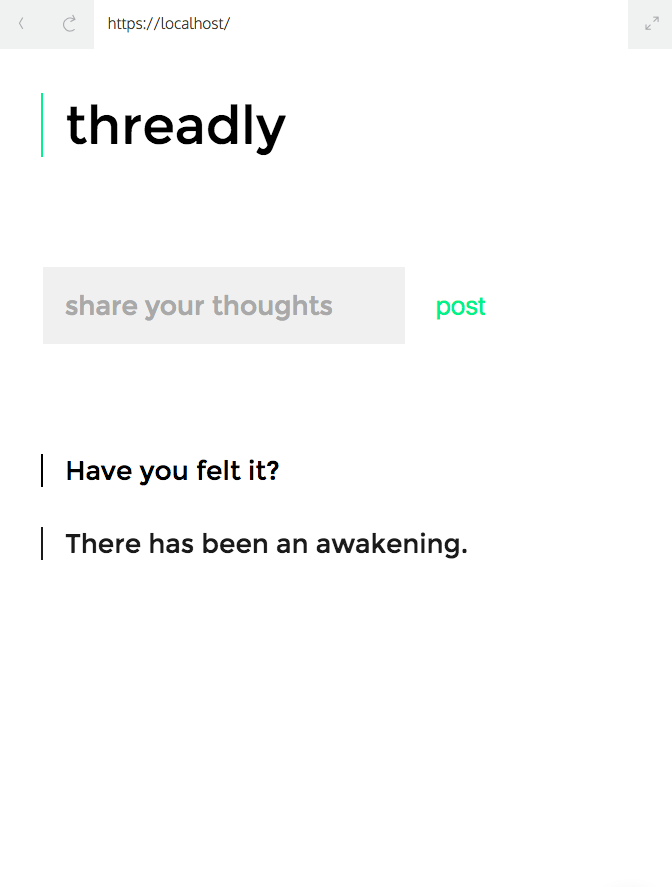 https://localhost/
threadly
share your thoughts
post
Have you felt it?
There has been an awakening.